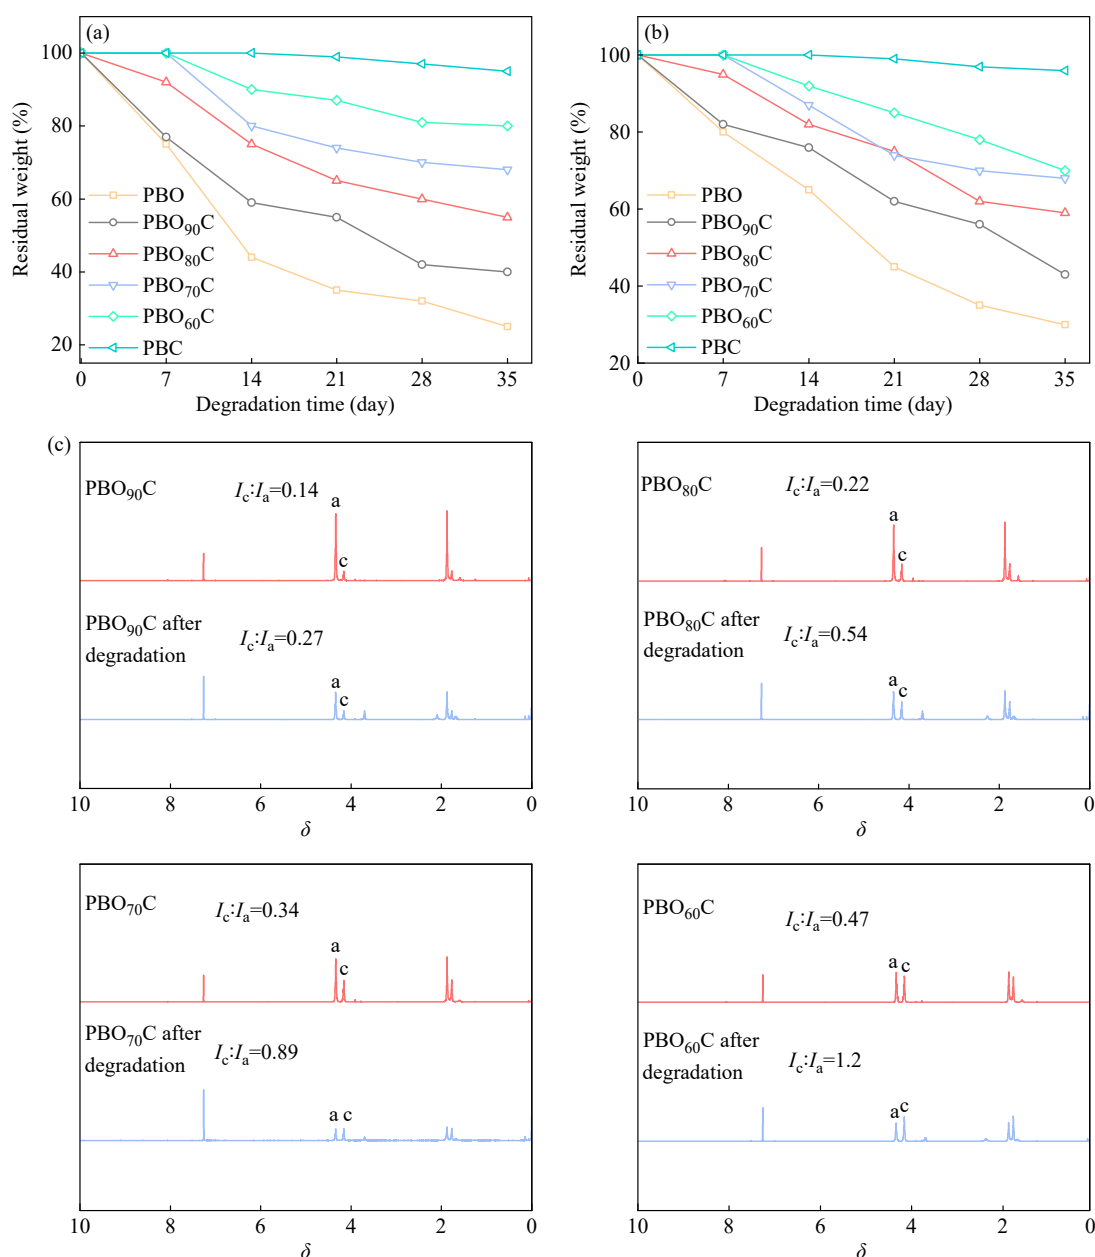 (a)
Residual weight (%)
100
80
60
40
20
PBO
PBO90C
PBO80C
PBO70C
PBO60C
PBC
0 7 14 21 28 35
Degradation time (day)
(b)
Residual weight (%)
100
80
60
40
20
PBO
PBO90C
PBO80C
PBO70C
PBO60C
PBC
0 7 14 21 28 35
Degradation time (day)
(c)
PBO90C
Ic:Ia=0.14
a
c
PBO90C after
degradation
Ic:Ia=0.27
a
c
10 8 6 4 2 0
δ
PBO80C
Ic:Ia=0.22
a
c
PBO80C after
degradation
Ic:Ia=0.54
a
c
10 8 6 4 2 0
δ
PBO70C
Ic:Ia=0.34
a
c
PBO70C after
degradation
Ic:Ia=0.89
a c
10 8 6 4 2 0
δ
PBO60C
Ic:Ia=0.47
a c
PBO60C after
degradation
Ic:Ia=1.2
a c
10 8 6 4 2 0
δ